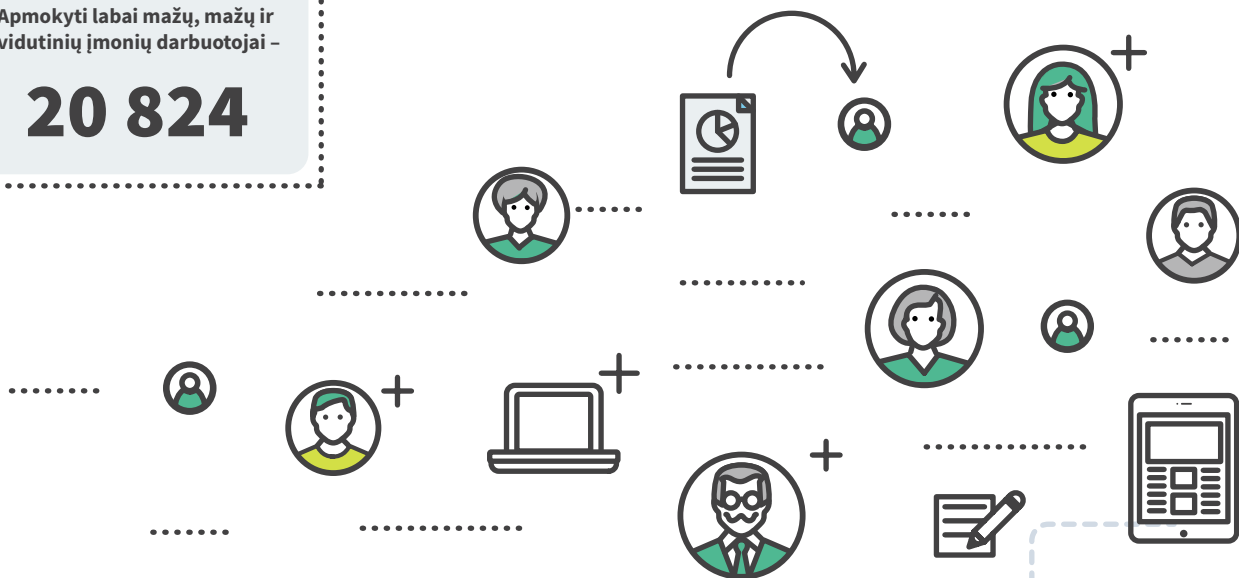 Apmokyti labai mažų, mažų ir
vidutinių įmonių darbuotojai –
20 824